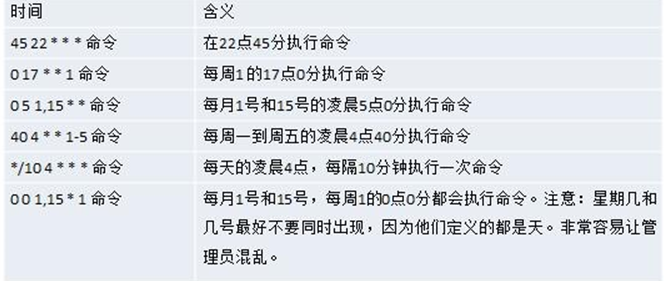 时间 含义
45 22 * * * 命令 在22点45分执行命令
0 17 * * 1 命令 每周1 的17点0分执行命令
0 5 1,15 * * 命令 每月1号和15号的凌晨5点0分执行命令
40 4 * * 1-5 命令 每周一到周五的凌晨4点40分执行命令
*/10 4 * * * 命令 每天的凌晨4点，每隔10分钟执行一次命令
0 0 1,15 * 1 命令 每月1号和15号，每周1的0点0分都会执行命令。注意：星期几和
几号最好不要同时出现，因为他们定义的都是天。非常容易让管
理员混乱。